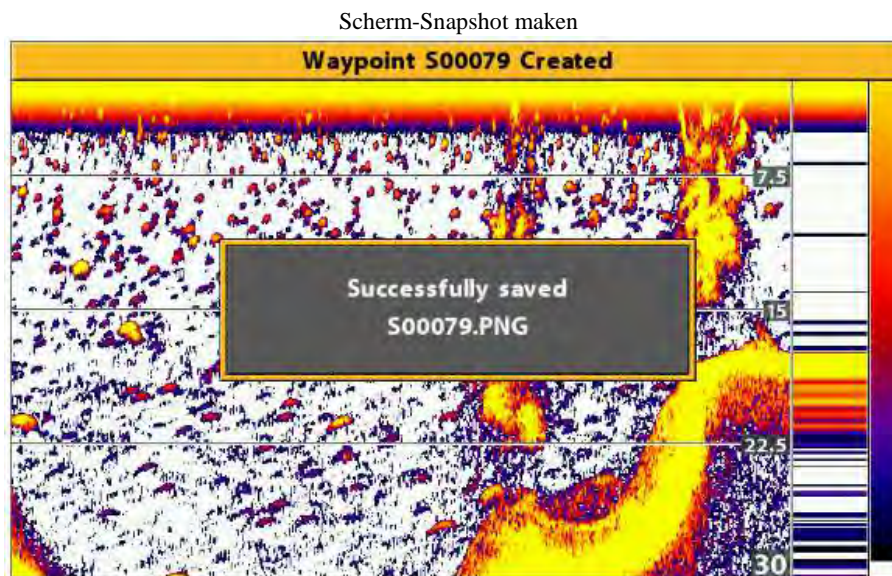 Scherm-Snapshot maken
Waypoint S00079 Created
7.5
Successfully saved
S00079.PNG
15
22.5
30